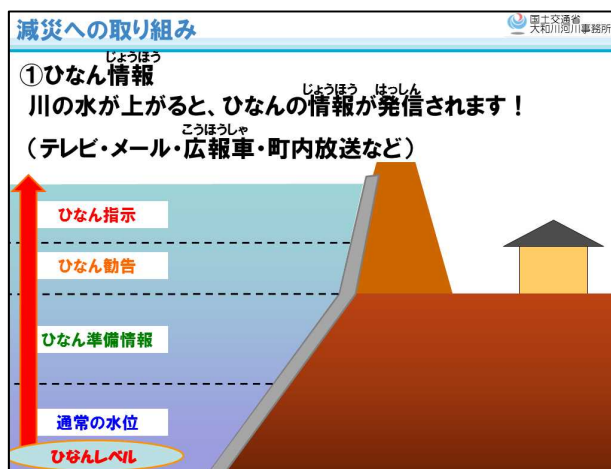 減災への取り組み
国土交通省
大和川河川事務所
じょうほう
①ひなん情報
じょうほう はっしん
川の水が上がると、ひなんの情報が発信されます!
こうほうしゃ
(テレビ・メール・広報車・町内放送など)
ひなん指示
ひなん勧告
ひなん準備情報
通常の水位
ひなんレベル